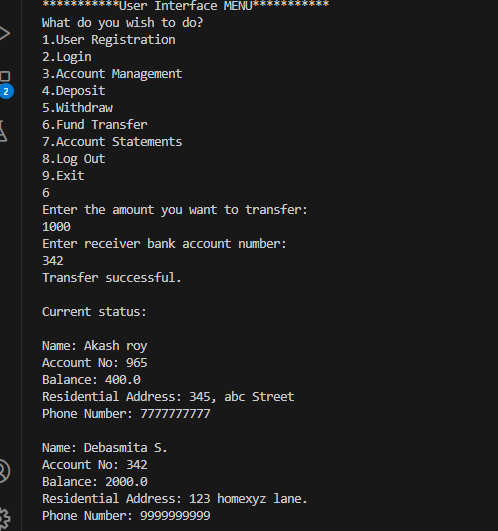 ***********User Interface MENU***********
What do you wish to do?
1.User Registration
2.Login
3.Account Management
4.Deposit
5.Withdraw
6.Fund Transfer
7.Account Statements
8.Log Out
9.Exit
6
Enter the amount you want to transfer:
1000
Enter receiver bank account number:
342
Transfer successful.
Current status:
Name: Akash roy
Account No: 965
Balance: 400.0
Residential Address: 345, abc Street
Phone Number: 7777777777
Name: Debasmita S.
Account No: 342
Balance: 2000.0
Residential Address: 123 homexyz lane.
Phone Number: 9999999999
2